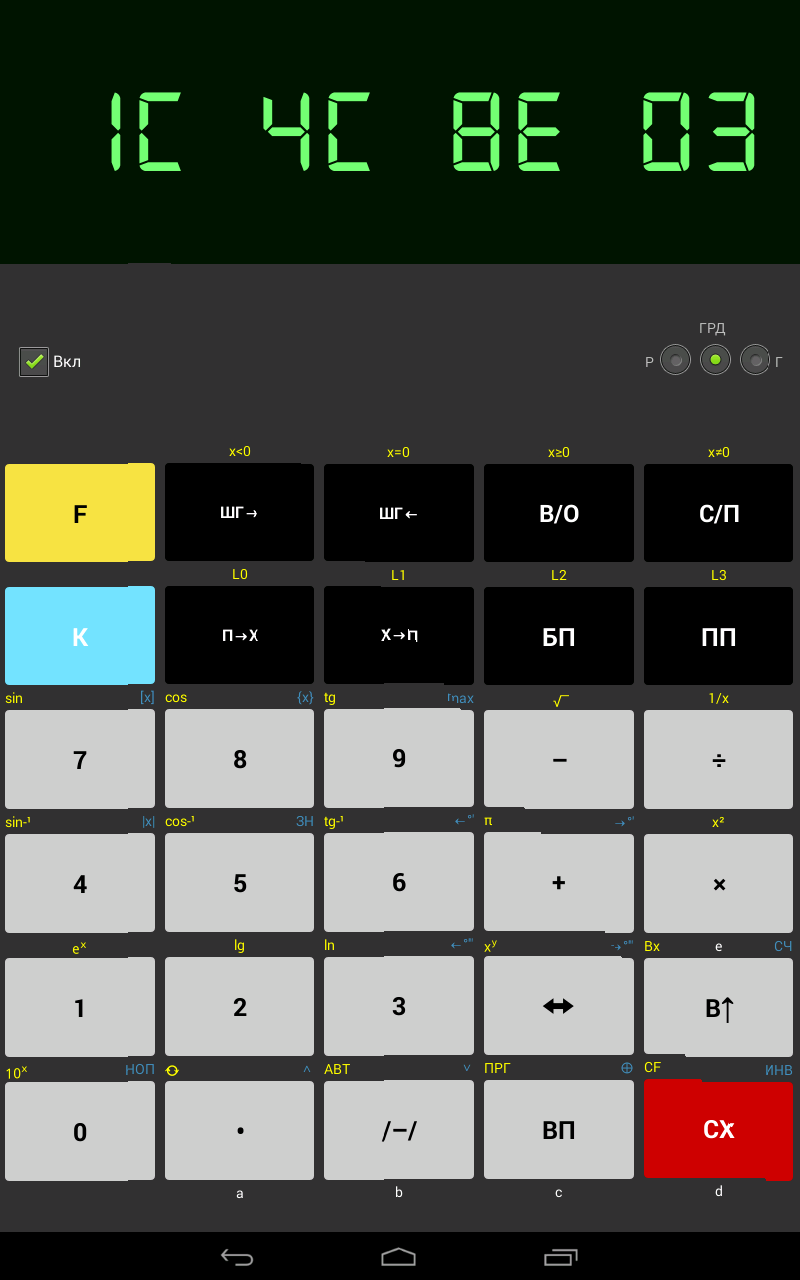 1C 4C 8E 03
ГРД
Вкл
Р Г
x<0 x=0 x≥0 x≠0
F ШГ→ ШГ← В/О С/П
L0 L1 L2 L3
К П→X X→П БП ПП
sin [x] cos {x} tg max √‾ 1/x
7 8 9 − ÷
sin-¹ |x| cos-¹ ЗН tg-¹ ←°' π →°' x²
4 5 6 + ×
eˣ lg ln ←°'" xʸ →°'" Bx e СЧ
1 2 3 ⬌ В↑
10ˣ НОП ^ АВТ ˅ ПРГ ⊕ CF ИНВ
0 • /−/ ВП СX
a b c d